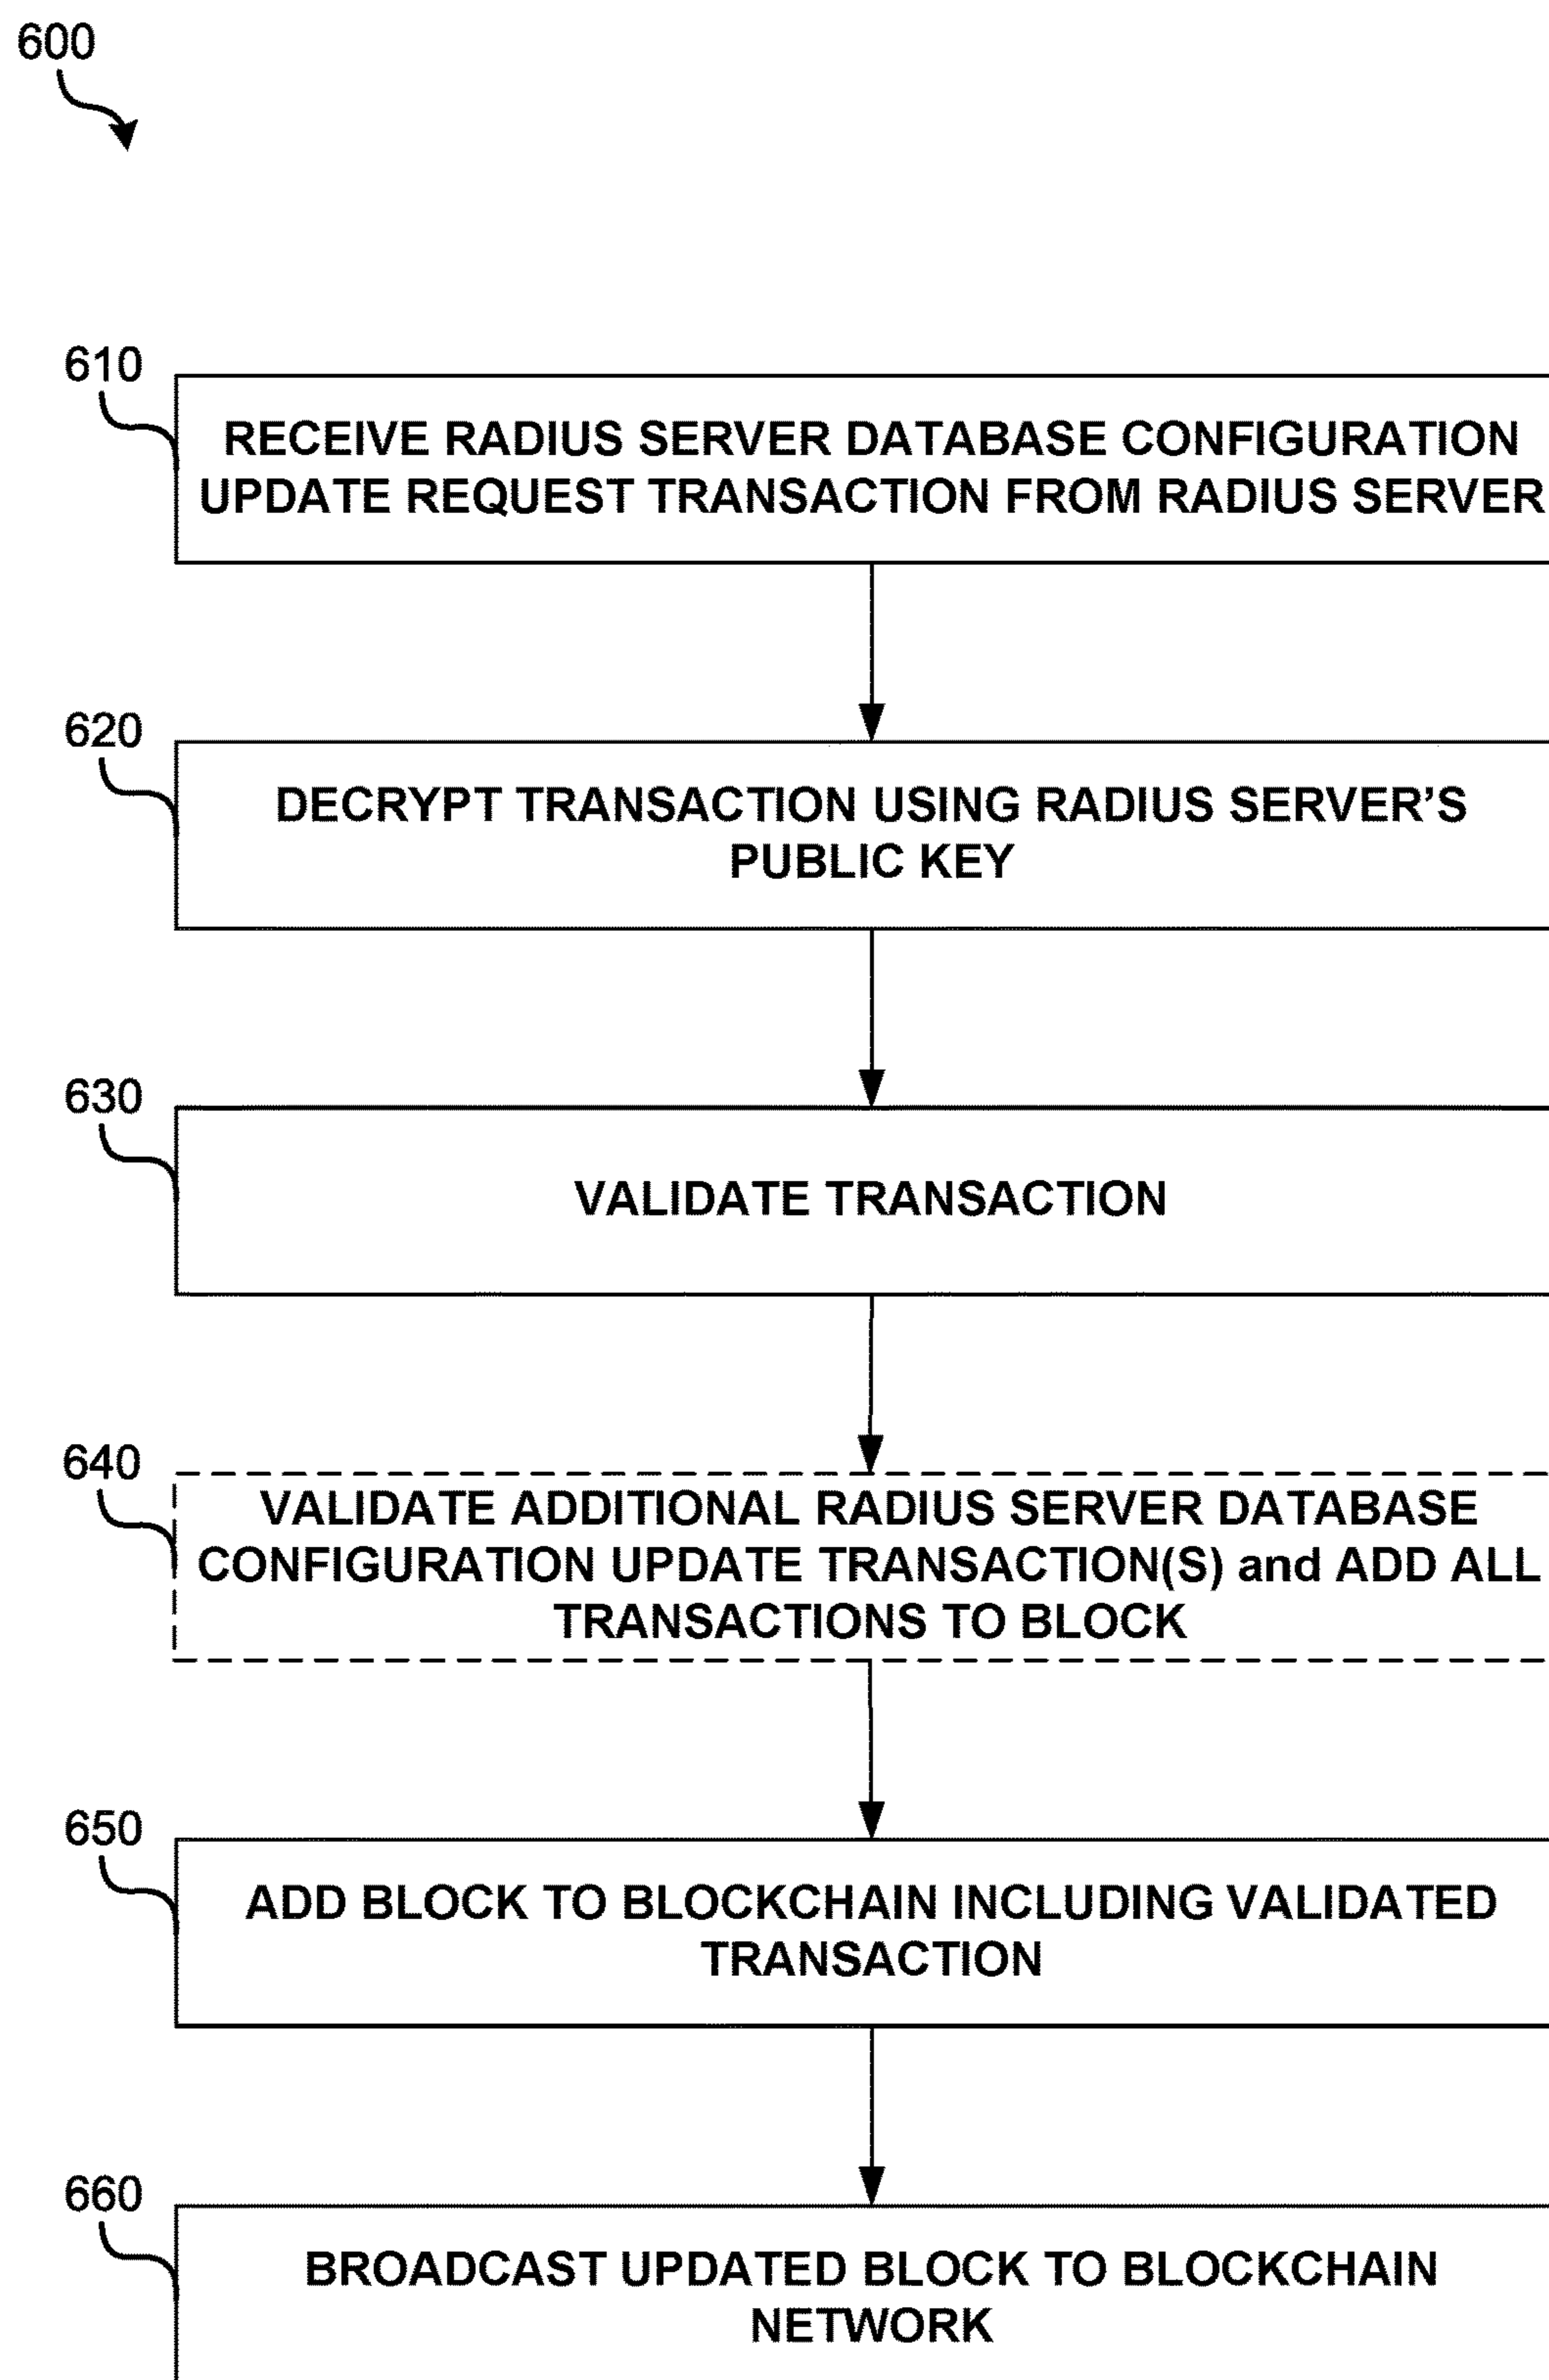 600
610
RECEIVE RADIUS SERVER DATABASE CONFIGURATION
UPDATE REQUEST TRANSACTION FROM RADIUS SERVER
620
DECRYPT TRANSACTION USING RADIUS SERVER'S
PUBLIC KEY
630
VALIDATE TRANSACTION
640
VALIDATE ADDITIONAL RADIUS SERVER DATABASE
CONFIGURATION UPDATE TRANSACTION(S) and ADD ALL
TRANSACTIONS TO BLOCK
650
ADD BLOCK TO BLOCKCHAIN INCLUDING VALIDATED
TRANSACTION
660
BROADCAST UPDATED BLOCK TO BLOCKCHAIN
NETWORK